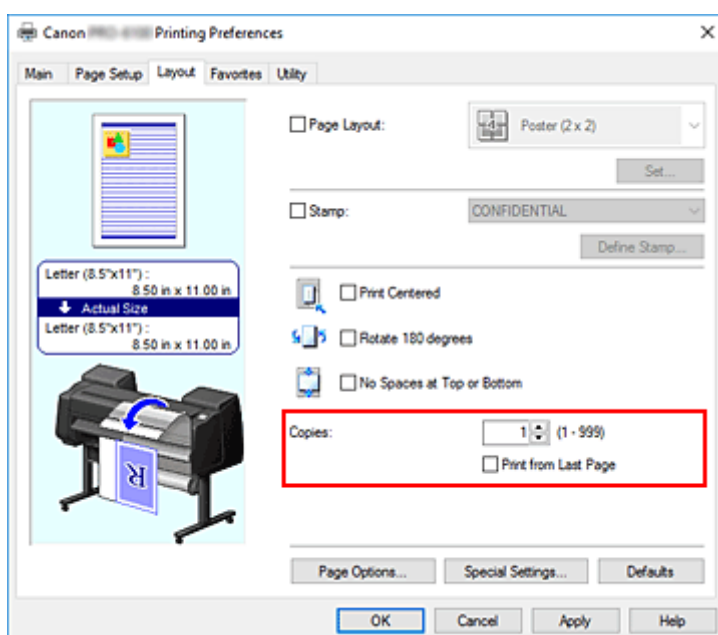 Canon Printing Preferences
Main Page Setup Layout Favorites Utility
Page Layout: Poster (2 x 2)
Set...
Stamp: CONFIDENTIAL
Define Stamp...
Letter (8.5"x11") :
8.50 in x 11.00 in
Actual Size
Letter (8.5"x11") :
8.50 in x 11.00 in
Print Centered
Rotate 180 degrees
No Spaces at Top or Bottom
Copies: 1 (1 - 999)
Print from Last Page
R
Page Options... Special Settings... Defaults
OK Cancel Apply Help